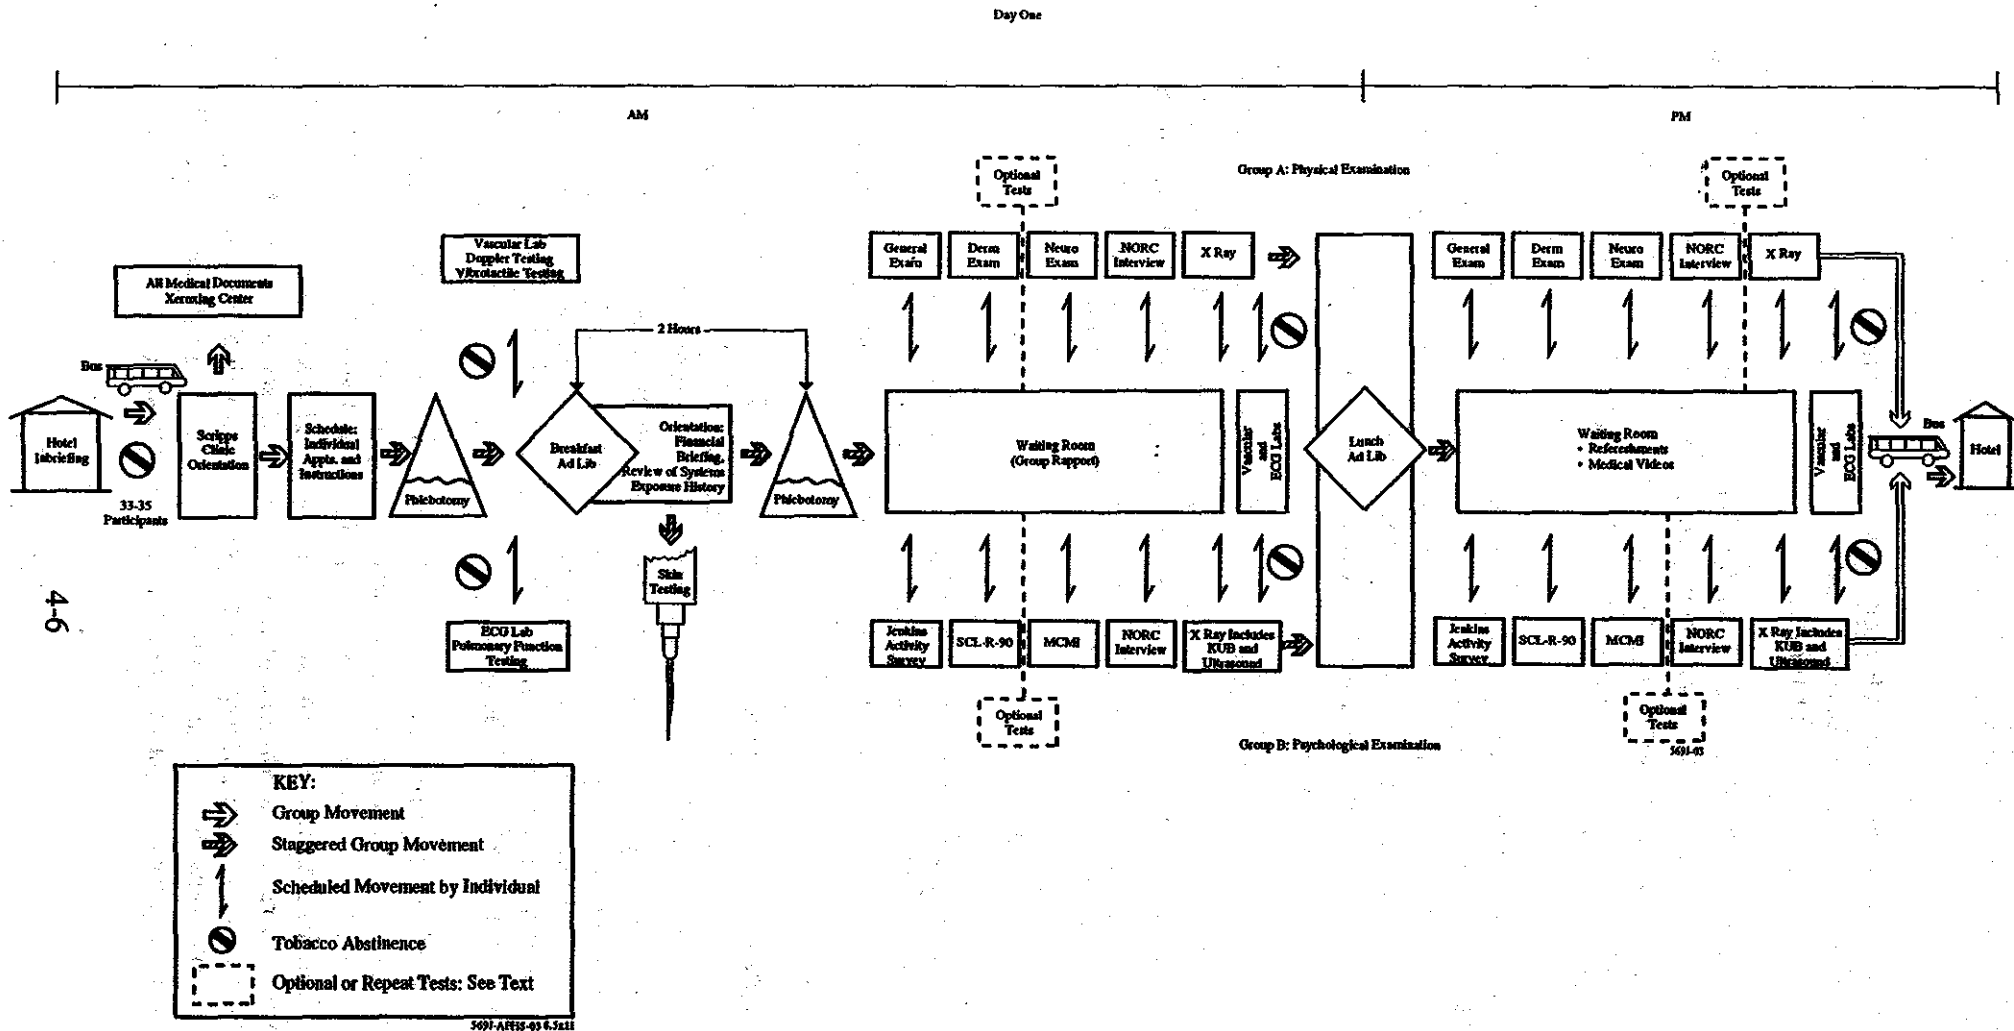 Day One
AM
PM
Optional
Tests
Group A: Physical Examination
Optional
Tests
Vascular Lab
Doppler Testing
Vibrotactile Testing
General
Exam
Derm
Exam
Neuro
Exam
NORC
Interview
X Ray
General
Exam
Derm
Exam
Neuro
Exam
NORC
Interview
X Ray
All Medical Documents
Xeroxing Center
2 Hours
Bus
Hotel
Inbriefing
33-35
Participants
Scripps
Clinic
Orientation
Schedule:
Individual
Appts. and
Instructions
Phlebotomy
Breakfast
Ad Lib
Orientation:
Financial
Briefing,
Review of Systems
Exposure History
Phlebotomy
Waiting Room
(Group Rapport)
Vascular
and
ECG Labs
Lunch
Ad Lib
Waiting Room
• Refreshments
• Medical Videos
Vascular
and
ECG Labs
Bus
Hotel
Skin
Testing
ECG Lab
Pulmonary Function
Testing
Jenkins
Activity
Survey
SCL-R-90
MCMI
NORC
Interview
X Ray Includes
KUB and
Ultrasound
Jenkins
Activity
Survey
SCL-R-90
MCMI
NORC
Interview
X Ray Includes
KUB and
Ultrasound
Optional
Tests
Optional
Tests
Group B: Psychological Examination
569J-03
4-6
KEY:
Group Movement
Staggered Group Movement
Scheduled Movement by Individual
Tobacco Abstinence
Optional or Repeat Tests: See Text